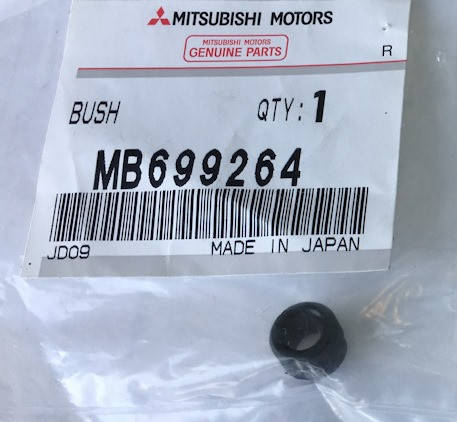 MITSUBISHI MOTORS
MITSUBISHI MOTORS
GENUINE PARTS
R
BUSH QTY: 1
MB699264
JD09 MADE IN JAPAN